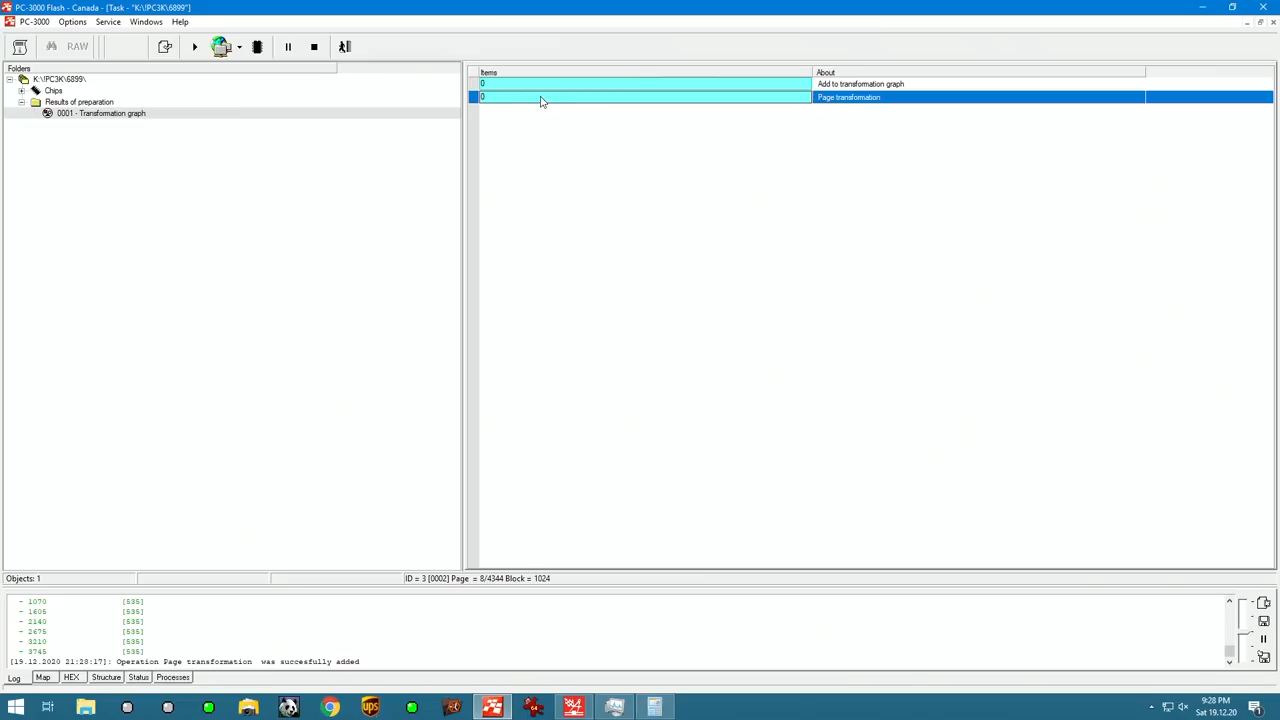 PC-3000 Flash - Canada - [Task - "K:\!PC3K\6899"]
PC-3000 Options Service Windows Help
RAW
Folders
K:\!PC3K\6899\
Chips
Results of preparation
0001 - Transformation graph
Items About
0 Add to transformation graph
0 Page transformation
Objects: 1 ID = 3 [0002] Page = 8/4344 Block = 1024
- 1070 [535]
- 1605 [535]
- 2140 [535]
- 2675 [535]
- 3210 [535]
- 3745 [535]
[19.12.2020 21:28:17]: Operation Page transformation was succesfully added
Log Map HEX Structure Status Processes
ups
64
9:28 PM
Sat 19.12.20
1